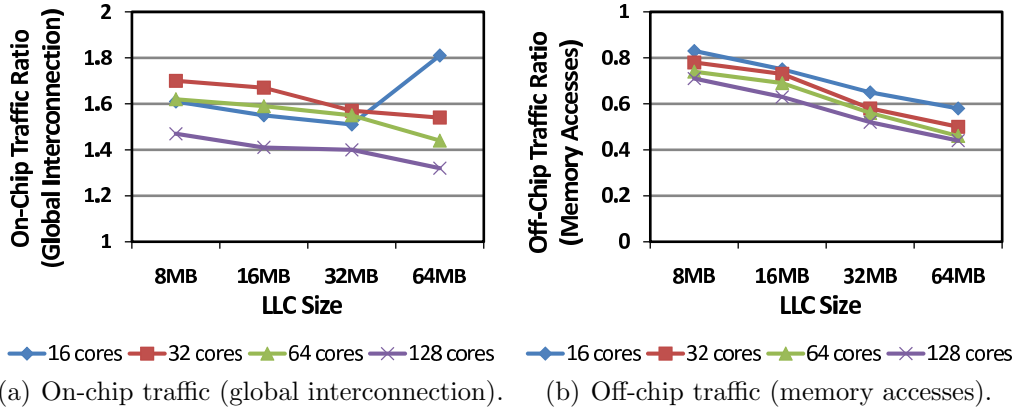 On-Chip Traffic Ratio
(Global Interconnection)
2
1.8
1.6
1.4
1.2
1
8MB 16MB 32MB 64MB
LLC Size
16 cores 32 cores 64 cores 128 cores
(a) On-chip traffic (global interconnection).
Off-Chip Traffic Ratio
(Memory Accesses)
1
0.8
0.6
0.4
0.2
0
8MB 16MB 32MB 64MB
LLC Size
16 cores 32 cores 64 cores 128 cores
(b) Off-chip traffic (memory accesses).